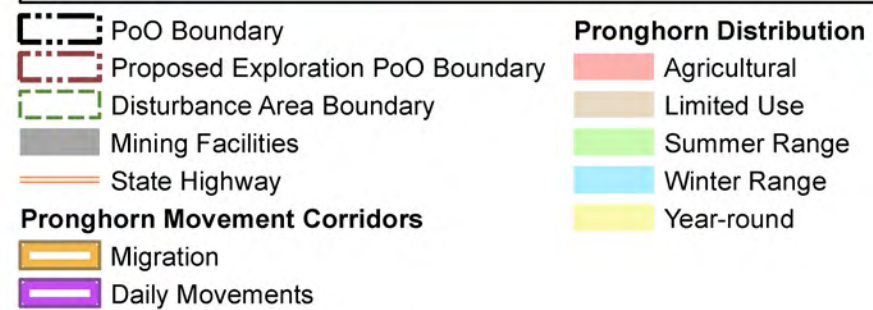 PoO Boundary
Proposed Exploration PoO Boundary
Disturbance Area Boundary
Mining Facilities
State Highway
Pronghorn Movement Corridors
Migration
Daily Movements
Pronghorn Distribution
Agricultural
Limited Use
Summer Range
Winter Range
Year-round